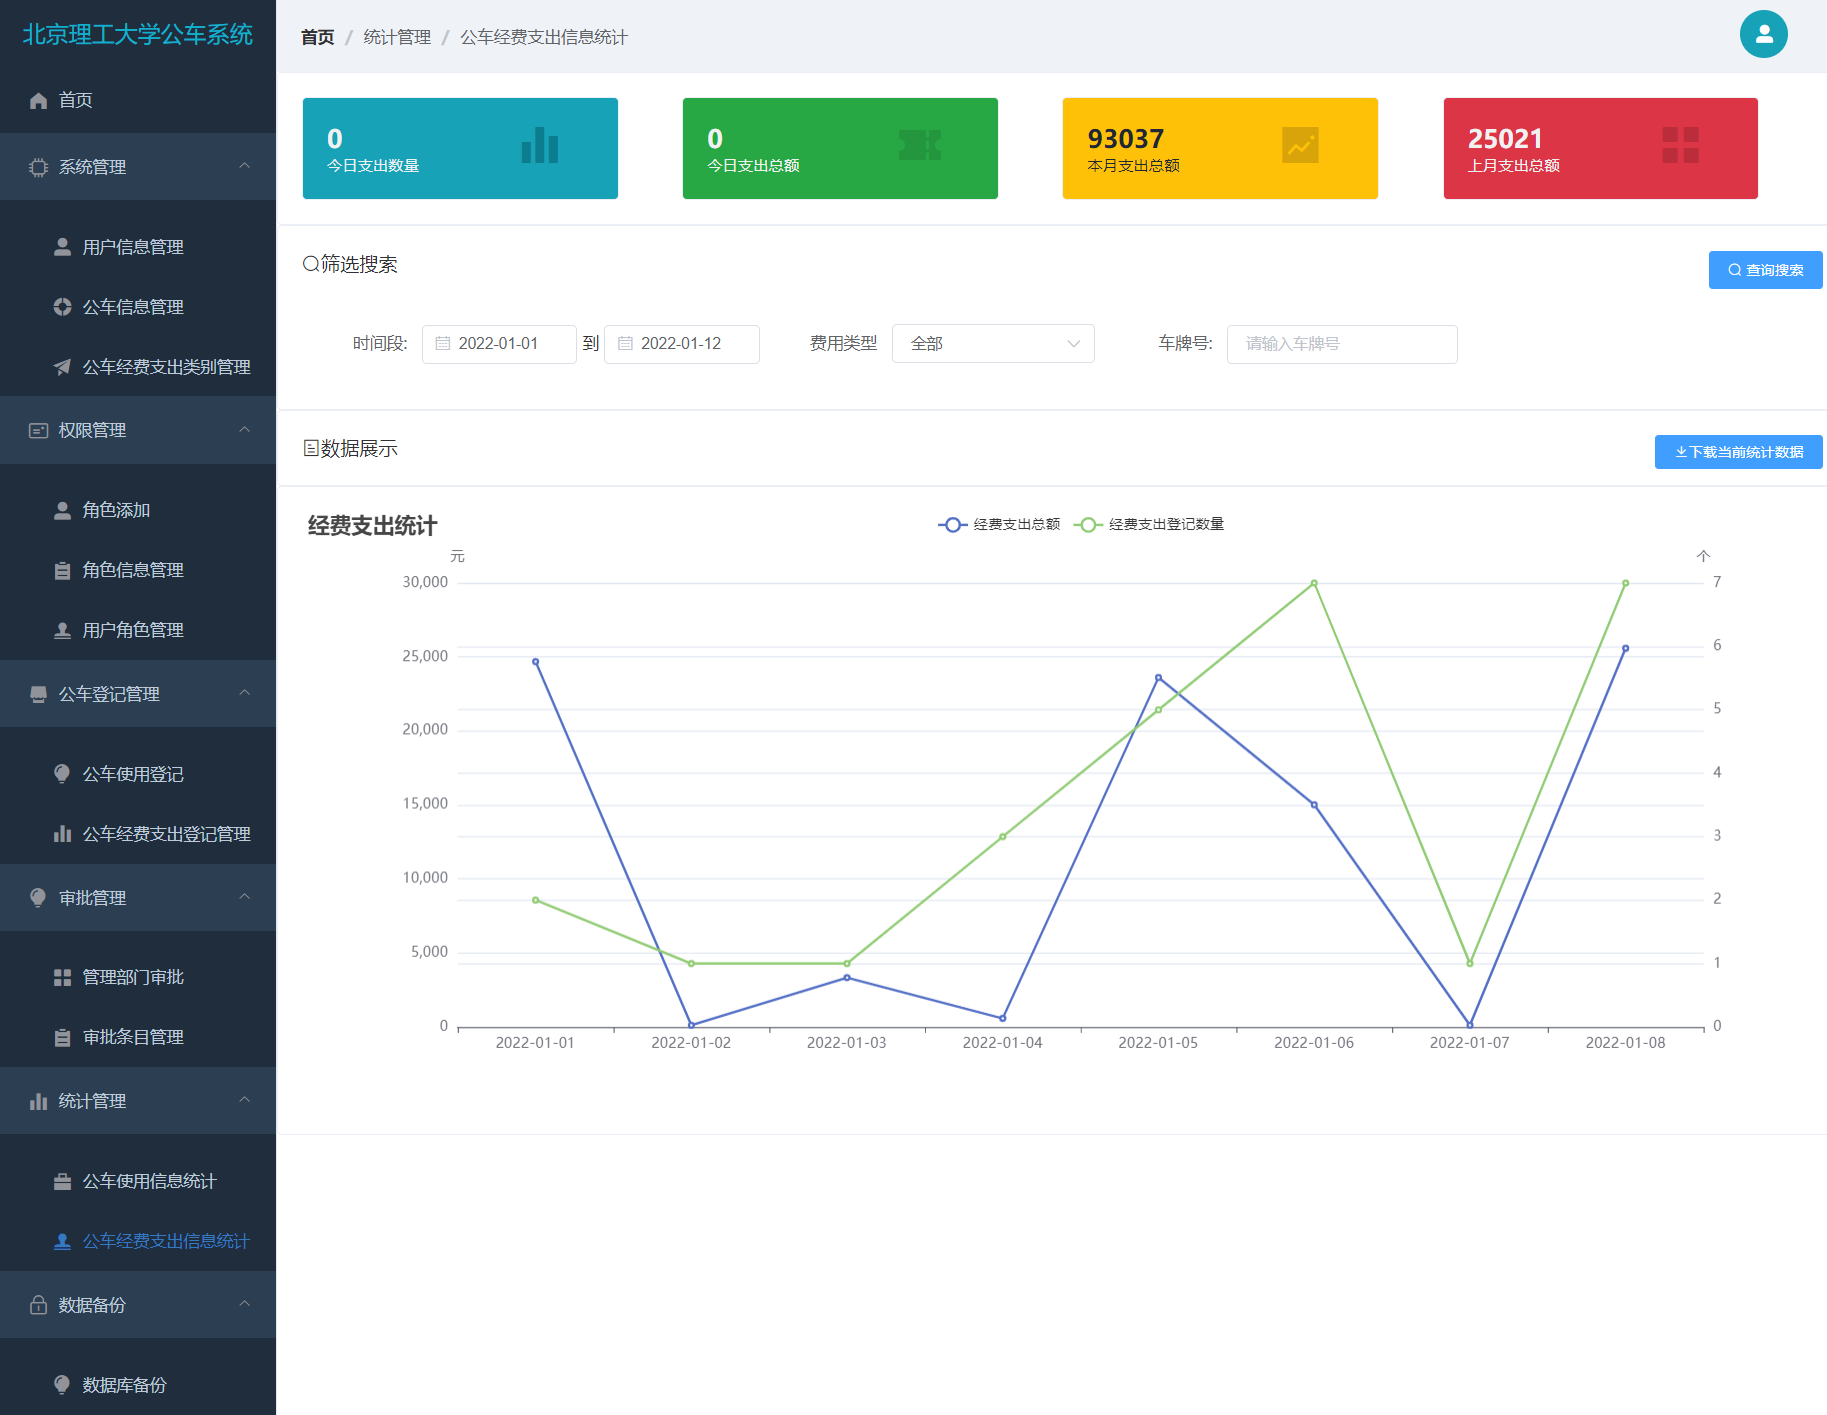 北京理工大学公车系统
首页
系统管理
用户信息管理
公车信息管理
公车经费支出类别管理
权限管理
角色添加
角色信息管理
用户角色管理
公车登记管理
公车使用登记
公车经费支出登记管理
审批管理
管理部门审批
审批条目管理
统计管理
公车使用信息统计
公车经费支出信息统计
数据备份
数据库备份
首页 / 统计管理 / 公车经费支出信息统计
0
今日支出数量
0
今日支出总额
93037
本月支出总额
25021
上月支出总额
筛选搜索
查询搜索
时间段: 2022-01-01 到 2022-01-12 费用类型 全部 车牌号: 请输入车牌号
数据展示
下载当前统计数据
经费支出统计
经费支出总额 经费支出登记数量
元 个
30,000 7
6
25,000
5
20,000
4
15,000
3
10,000
2
5,000
1
0 0
2022-01-01 2022-01-02 2022-01-03 2022-01-04 2022-01-05 2022-01-06 2022-01-07 2022-01-08